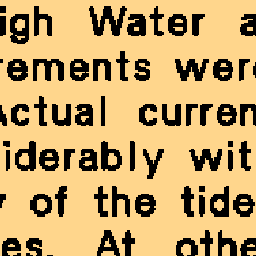 igh Water a
rements were
Actual curren
iderably wit
y of the tide
es. At othe